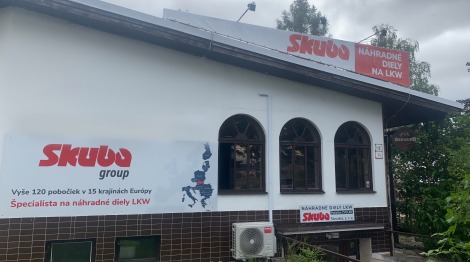 Skuba
NÁHRADNÉ
DIELY
NA LKW
Skuba
group
Vyše 120 pobočiek v 15 krajinách Európy
Špecialista na náhradné diely LKW
NÁHRADNÉ DIELY LKW
Skuba